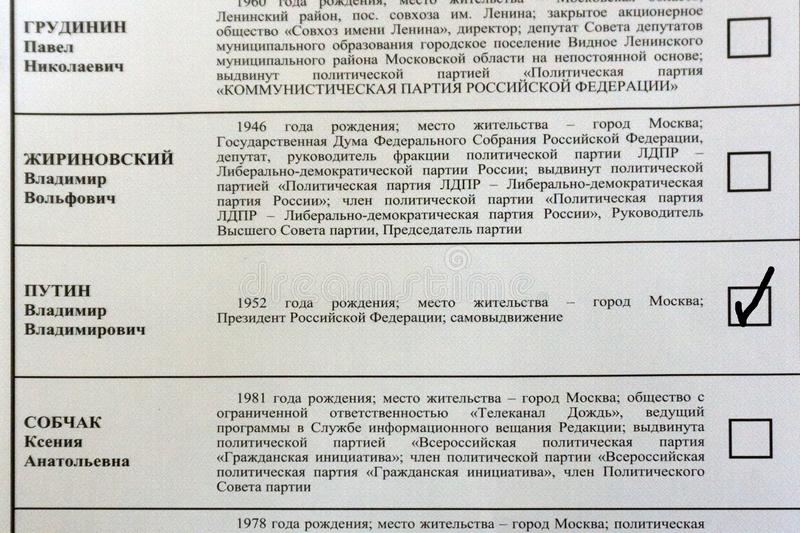 1960 года рождения; место жительства – Московская область,
Ленинский район, пос. совхоза им. Ленина; закрытое акционерное
общество «Совхоз имени Ленина», директор; депутат Совета депутатов
муниципального образования городское поселение Видное Ленинского
муниципального района Московской области на непостоянной основе;
выдвинут политической партией «Политическая партия
«КОММУНИСТИЧЕСКАЯ ПАРТИЯ РОССИЙСКОЙ ФЕДЕРАЦИИ»
ГРУДИНИН
Павел
Николаевич
ЖИРИНОВСКИЙ
Владимир
Вольфович
1946 года рождения; место жительства – город Москва;
Государственная Дума Федерального Собрания Российской Федерации,
депутат, руководитель фракции политической партии ЛДПР –
Либерально-демократической партии России; выдвинут политической
партией «Политическая партия ЛДПР – Либерально-демократическая
партия России»; член политической партии «Политическая партия
ЛДПР – Либерально-демократическая партия России», Руководитель
Высшего Совета партии, Председатель партии
ПУТИН
Владимир
Владимирович
1952 года рождения; место жительства – город Москва;
Президент Российской Федерации; самовыдвижение
dreamstime
СОБЧАК
Ксения
Анатольевна
1981 года рождения; место жительства – город Москва; общество с
ограниченной ответственностью «Телеканал Дождь», ведущий
программы в Службе информационного вещания Редакции; выдвинута
политической партией «Всероссийская политическая партия
«Гражданская инициатива»; член политической партии «Всероссийская
политическая партия «Гражданская инициатива», член Политического
Совета партии
1978 года рождения; место жительства – город Москва; политическая